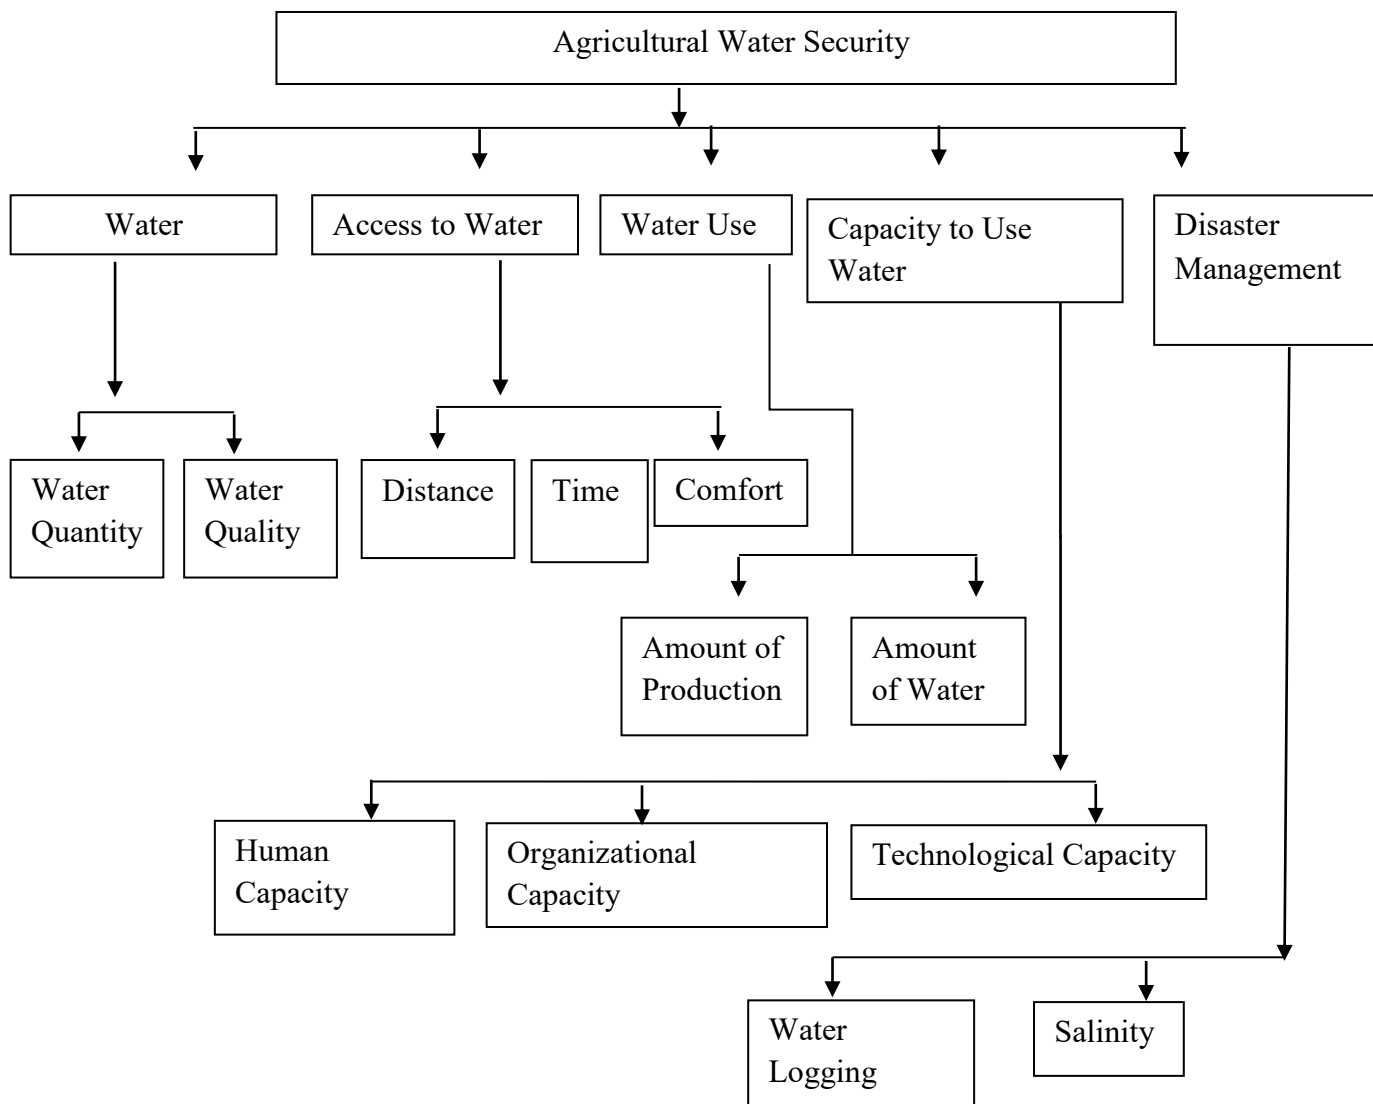 Agricultural Water Security
Water
Access to Water
Water Use
Capacity to Use
Water
Disaster
Management
Water
Quantity
Water
Quality
Distance
Time
Comfort
Amount of
Production
Amount
of Water
Human
Capacity
Organizational
Capacity
Technological Capacity
Water
Logging
Salinity